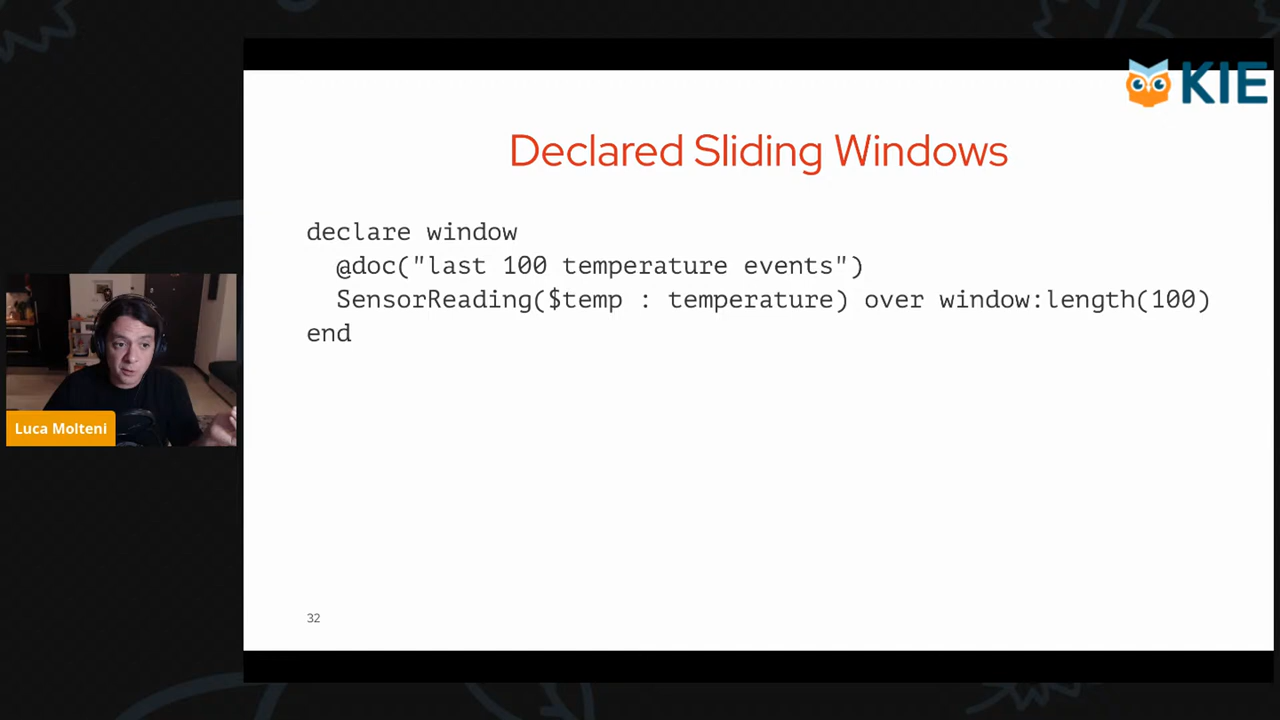 KIE
Declared Sliding Windows
declare window
@doc("last 100 temperature events")
SensorReading($temp : temperature) over window:length(100)
end
Luca Molteni
32